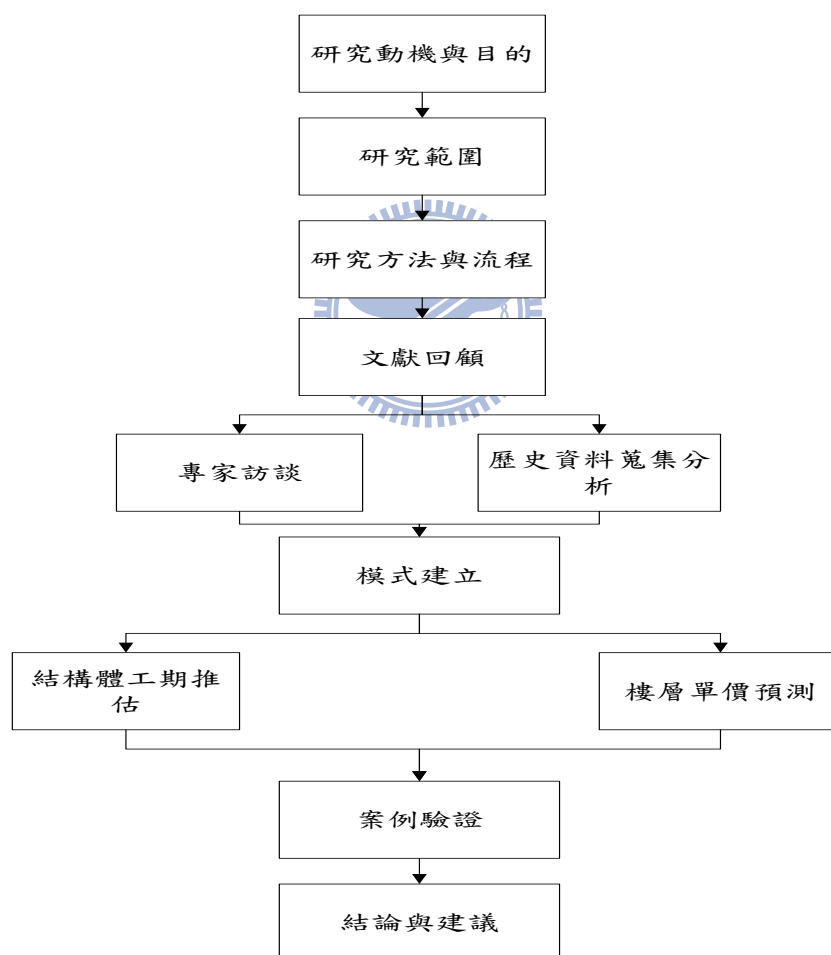 研究動機與目的
研究範圍
研究方法與流程
文獻回顧
專家訪談
歷史資料蒐集分
析
模式建立
結構體工期推
估
樓層單價預測
案例驗證
結論與建議